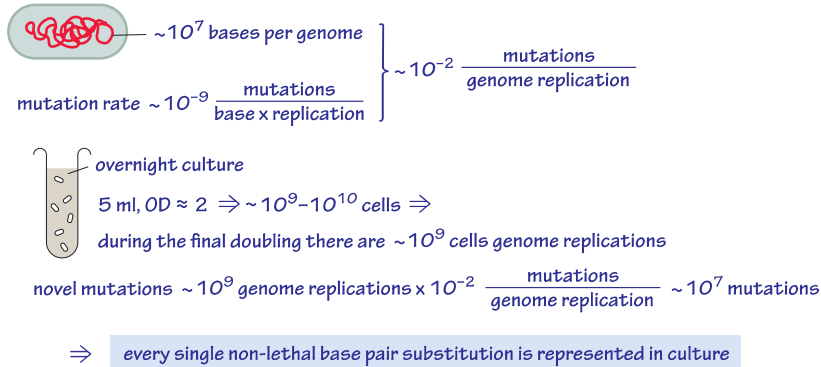 ~10⁷ bases per genome
mutation rate ~10⁻⁹ mutations / base x replication
~10⁻² mutations / genome replication
overnight culture
5 ml, OD ≈ 2 ⇒ ~10⁹–10¹⁰ cells ⇒
during the final doubling there are ~10⁹ cells genome replications
novel mutations ~10⁹ genome replications x 10⁻² mutations / genome replication ~10⁷ mutations
⇒ every single non-lethal base pair substitution is represented in culture